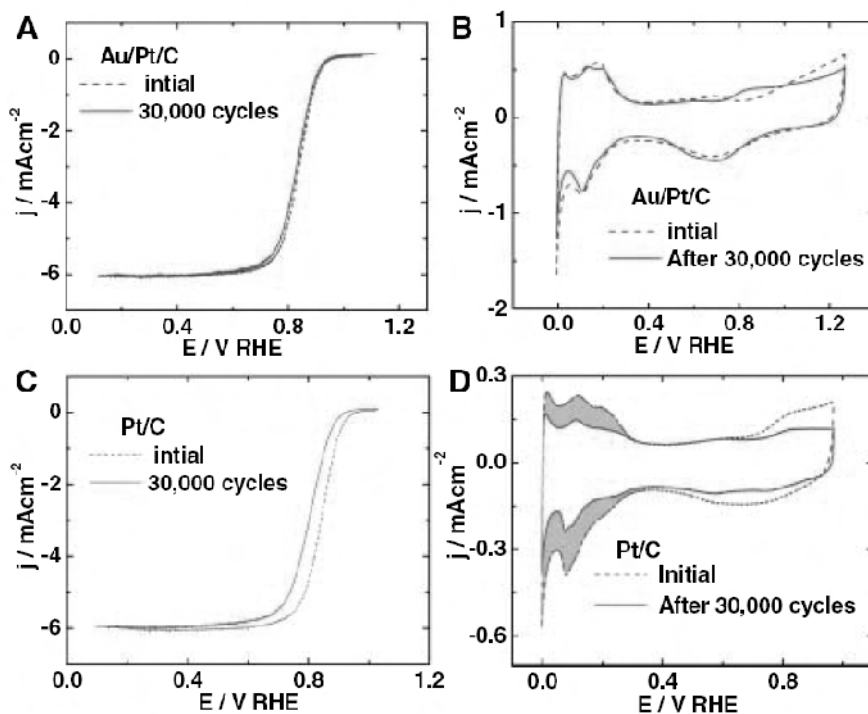 A
Au/Pt/C
intial
30,000 cycles
0
-2
-4
-6
j / mAcm-2
0.0 0.4 0.8 1.2
E / V RHE
B
1
0
-1
-2
j / mAcm-2
Au/Pt/C
intial
After 30,000 cycles
0.0 0.4 0.8 1.2
E / V RHE
C
Pt/C
intial
30,000 cycles
0
-2
-4
-6
j / mAcm-2
0.0 0.4 0.8 1.2
E / V RHE
D
0.3
0.0
-0.3
-0.6
j / mAcm-2
Pt/C
Initial
After 30,000 cycles
0.0 0.4 0.8
E / V RHE